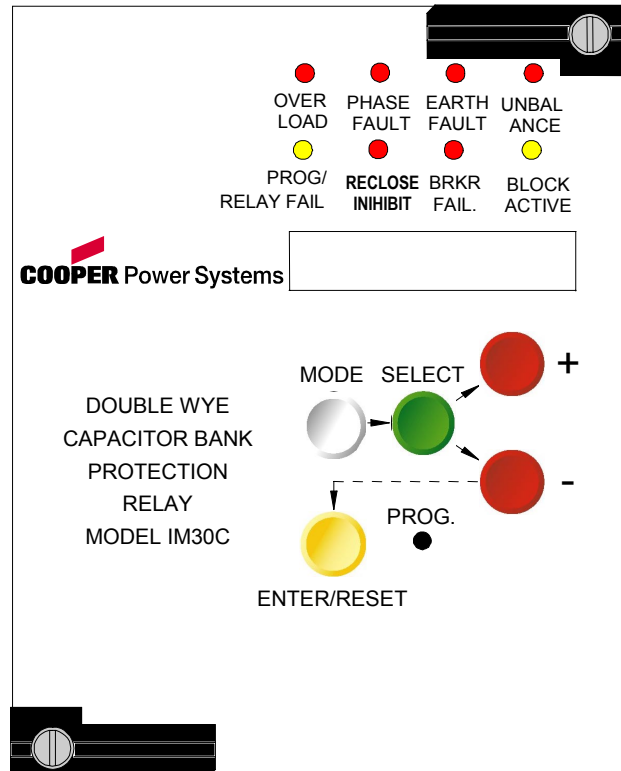 OVER LOAD PHASE FAULT EARTH FAULT UNBAL ANCE
PROG/ RELAY FAIL RECLOSE INIHIBIT BRKR FAIL. BLOCK ACTIVE
COOPER Power Systems
MODE SELECT +
DOUBLE WYE
CAPACITOR BANK
PROTECTION
RELAY
MODEL IM30C
-
PROG.
ENTER/RESET